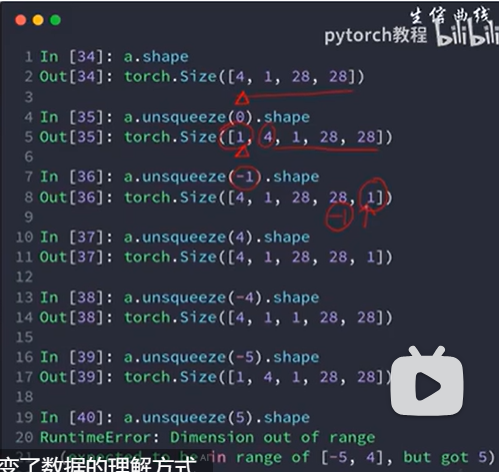 生信曲线
pytorch教程 bilibili
1 In [34]: a.shape
2 Out[34]: torch.Size([4, 1, 28, 28])
3
4 In [35]: a.unsqueeze(0).shape
5 Out[35]: torch.Size([1, 4, 1, 28, 28])
6
7 In [36]: a.unsqueeze(-1).shape
8 Out[36]: torch.Size([4, 1, 28, 28, 1])
-1
9
10 In [37]: a.unsqueeze(4).shape
11 Out[37]: torch.Size([4, 1, 28, 28, 1])
12
13 In [38]: a.unsqueeze(-4).shape
14 Out[38]: torch.Size([4, 1, 1, 28, 28])
15
16 In [39]: a.unsqueeze(-5).shape
17 Out[39]: torch.Size([1, 4, 1, 28, 28])
18
19 In [40]: a.unsqueeze(5).shape
20 RuntimeError: Dimension out of range
21 (expected to be in range of [-5, 4], but got 5)
变了数据的理解方式